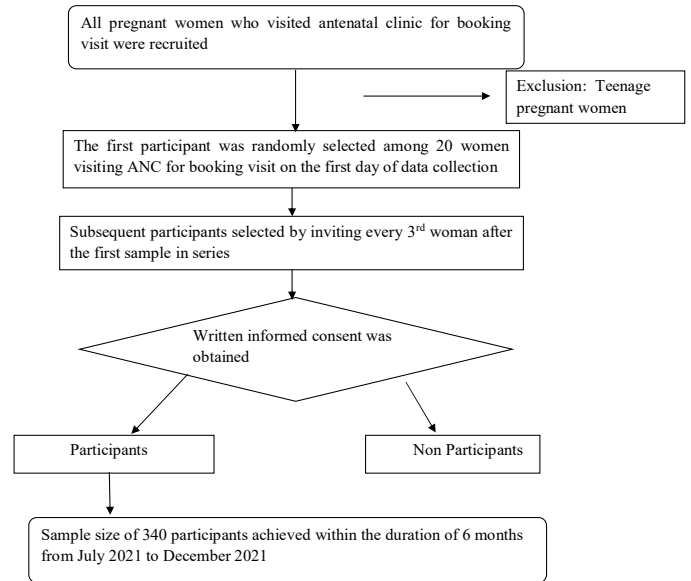 All pregnant women who visited antenatal clinic for booking
visit were recruited
Exclusion: Teenage
pregnant women
The first participant was randomly selected among 20 women
visiting ANC for booking visit on the first day of data collection
Subsequent participants selected by inviting every 3rd woman after
the first sample in series
Written informed consent was
obtained
Participants
Non Participants
Sample size of 340 participants achieved within the duration of 6 months
from July 2021 to December 2021